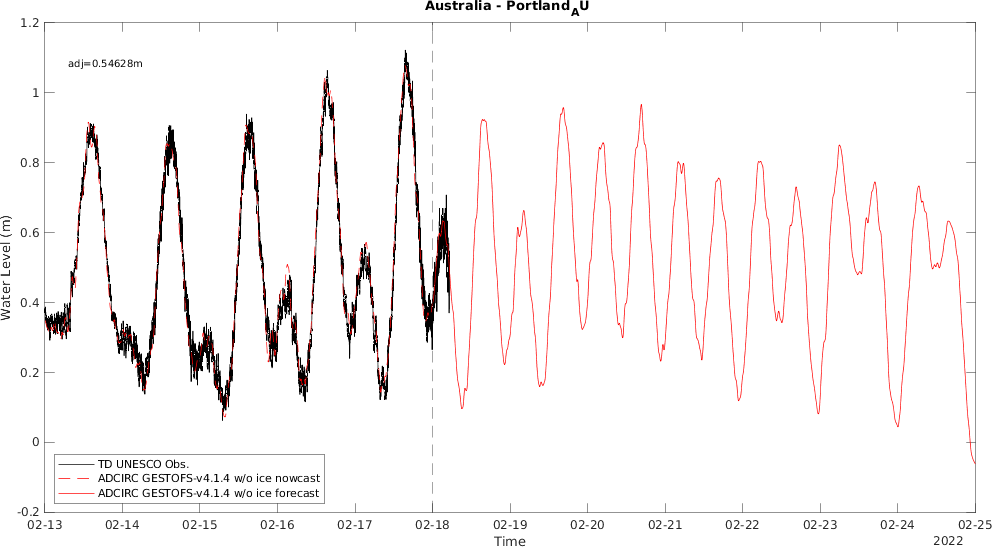 Australia - Portland_AU
adj=0.54628m
Water Level (m)
1.2
1
0.8
0.6
0.4
0.2
0
-0.2
TD UNESCO Obs.
ADCIRC GESTOFS-v4.1.4 w/o ice nowcast
ADCIRC GESTOFS-v4.1.4 w/o ice forecast
02-13 02-14 02-15 02-16 02-17 02-18 02-19 02-20 02-21 02-22 02-23 02-24 02-25
Time
2022